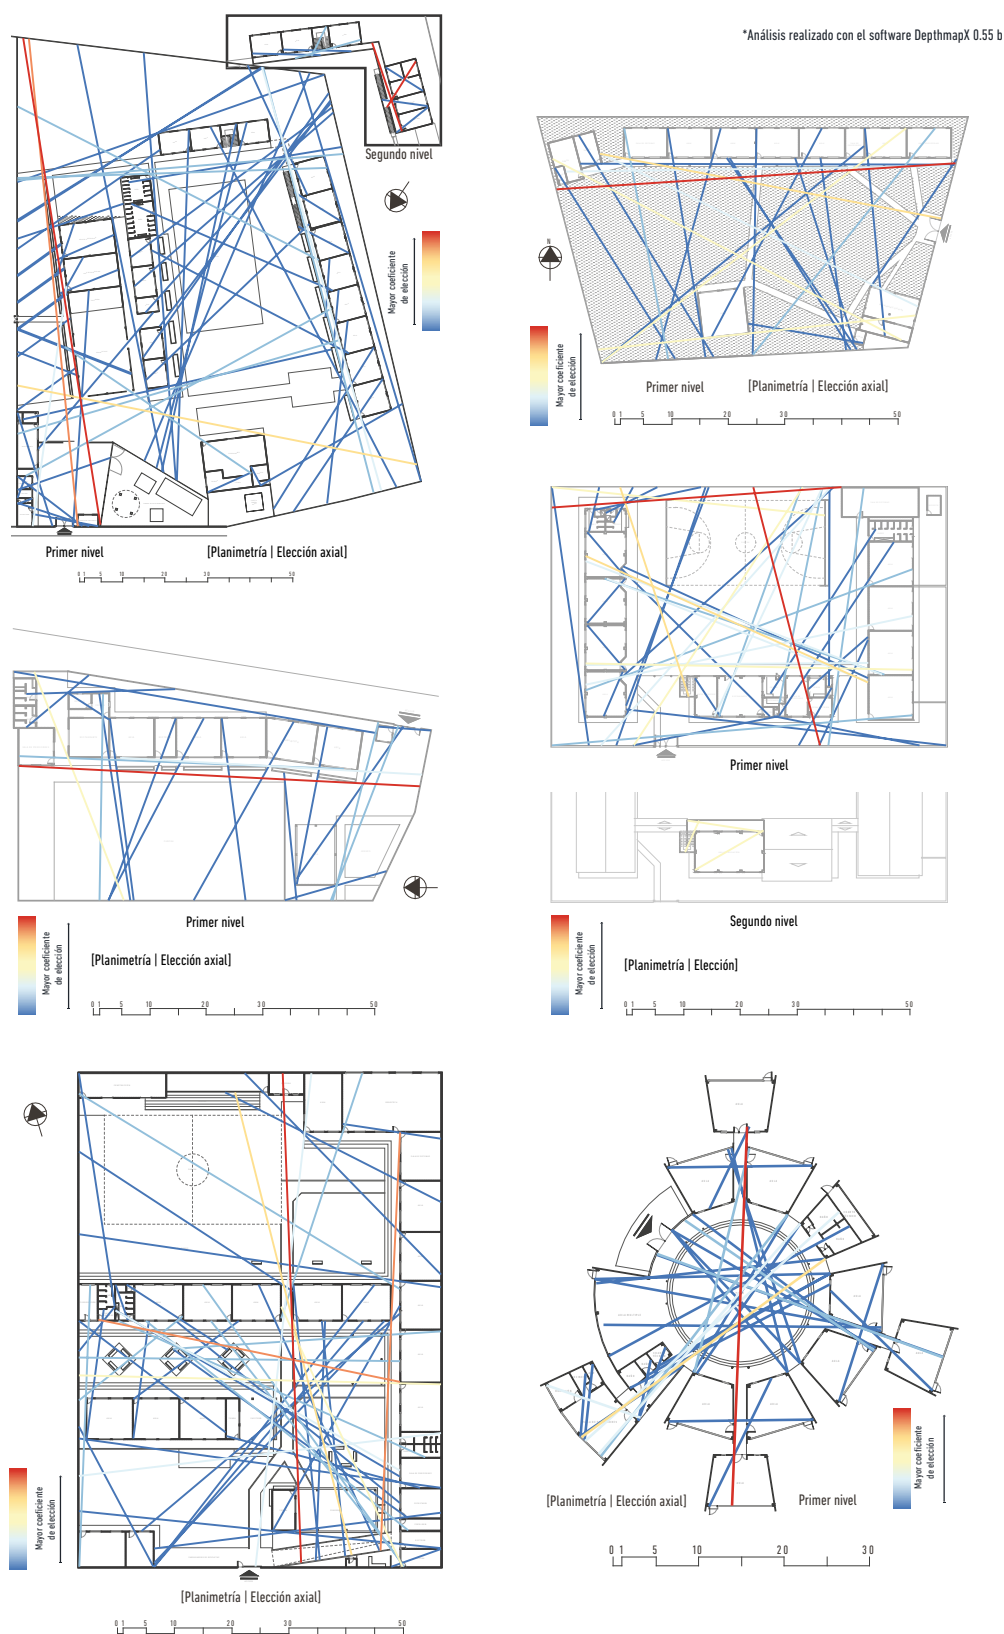 *Análisis realizado con el software DepthmapX 0.55 b
Segundo nivel
Mayor coeficiente
de elección
Primer nivel
[Planimetría | Elección axial]
0 1 5 10 20 30 50
N
Mayor coeficiente
de elección
Primer nivel
[Planimetría | Elección axial]
0 1 5 10 20 30 50
Primer nivel
Mayor coeficiente
de elección
[Planimetría | Elección axial]
0 1 5 10 20 30 50
Primer nivel
Segundo nivel
Mayor coeficiente
de elección
[Planimetría | Elección]
0 1 5 10 20 30 50
Mayor coeficiente
de elección
[Planimetría | Elección axial]
0 1 5 10 20 30 50
Mayor coeficiente
de elección
[Planimetría | Elección axial]
Primer nivel
0 1 5 10 20 30